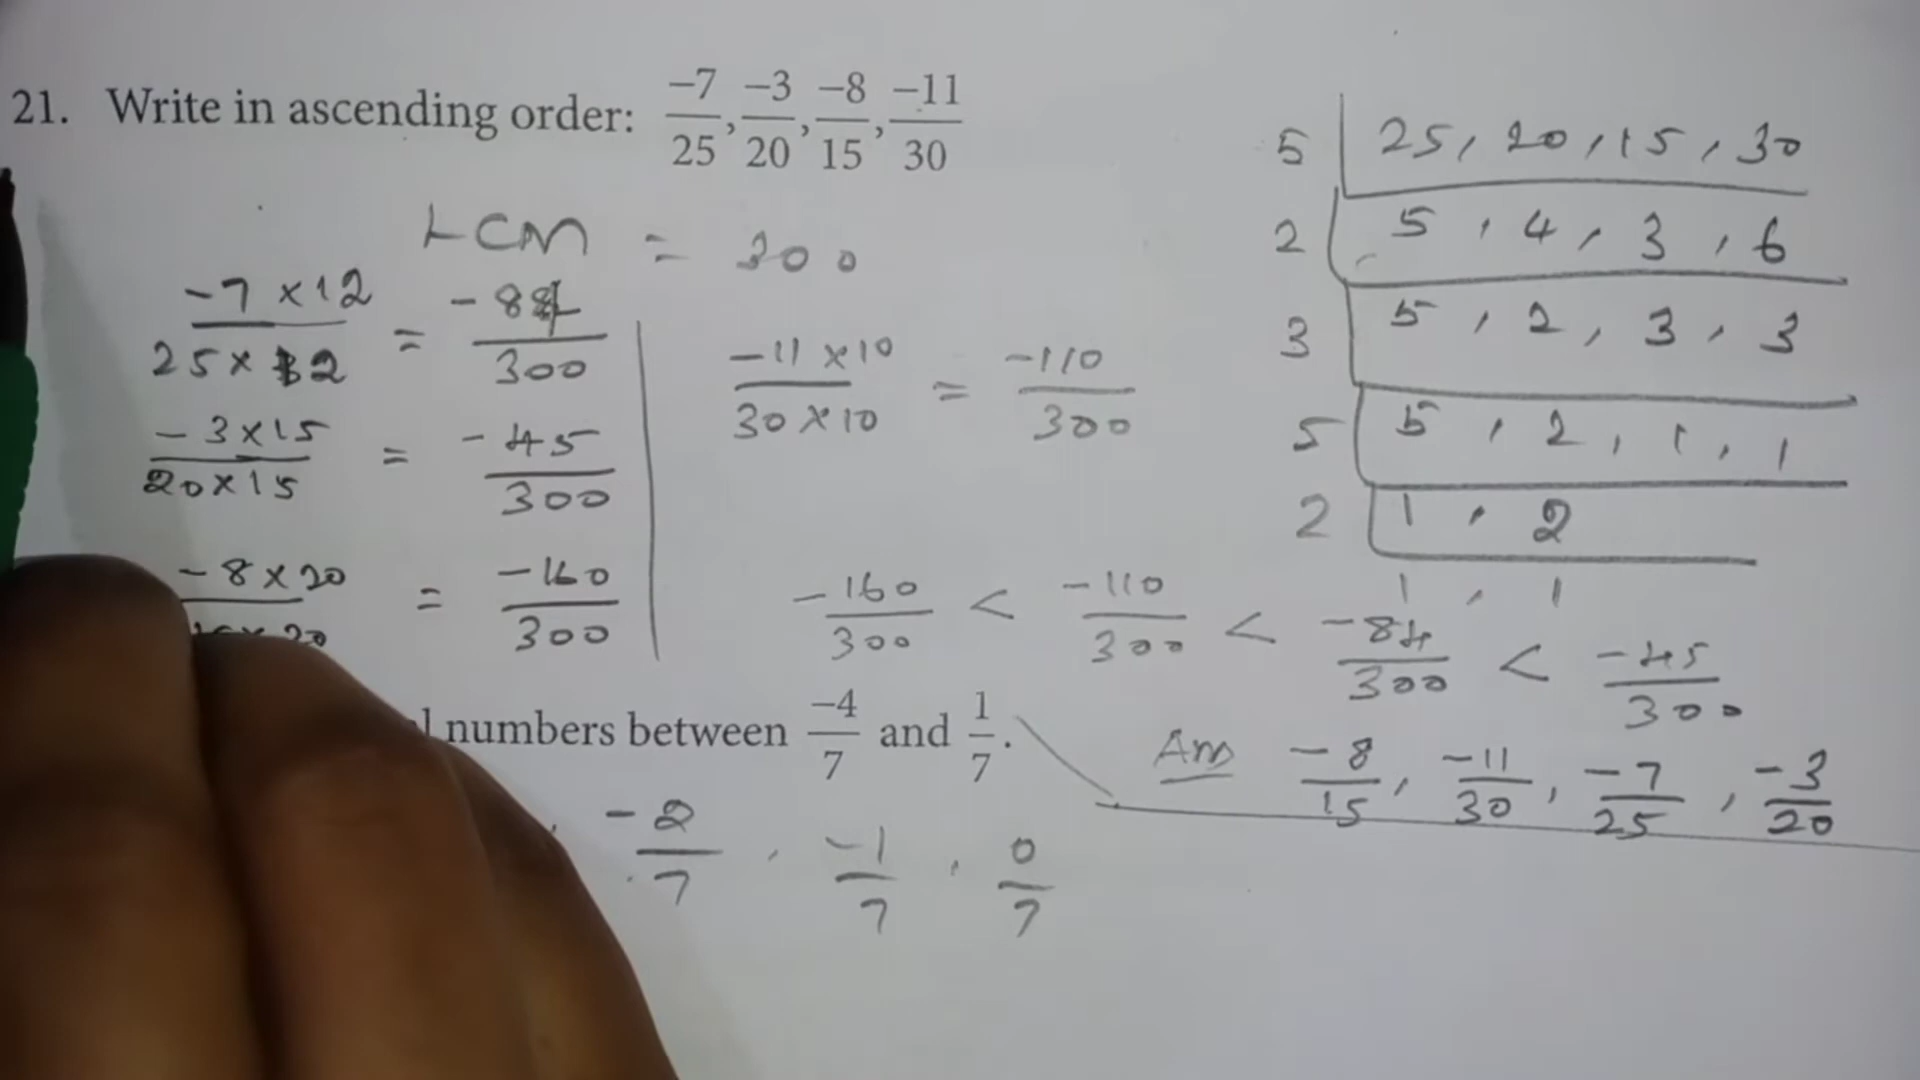 21. Write in ascending order: -7/25, -3/20, -8/15, -11/30
LCM = 300
-7 x 12 / 25 x 12 = -84/300
-3 x 15 / 20 x 15 = -45/300
-8 x 20 / 20 = -160/300
-11 x 10 / 30 x 10 = -110/300
5 | 25, 20, 15, 30
2 | 5, 4, 3, 6
3 | 5, 2, 3, 3
5 | 5, 2, 1, 1
2 | 1, 2
1, 1
-160/300 < -110/300 < -84/300 < -45/300
Ans -8/15, -11/30, -7/25, -3/20
numbers between -4/7 and 1/7.
-2/7, -1/7, 0/7